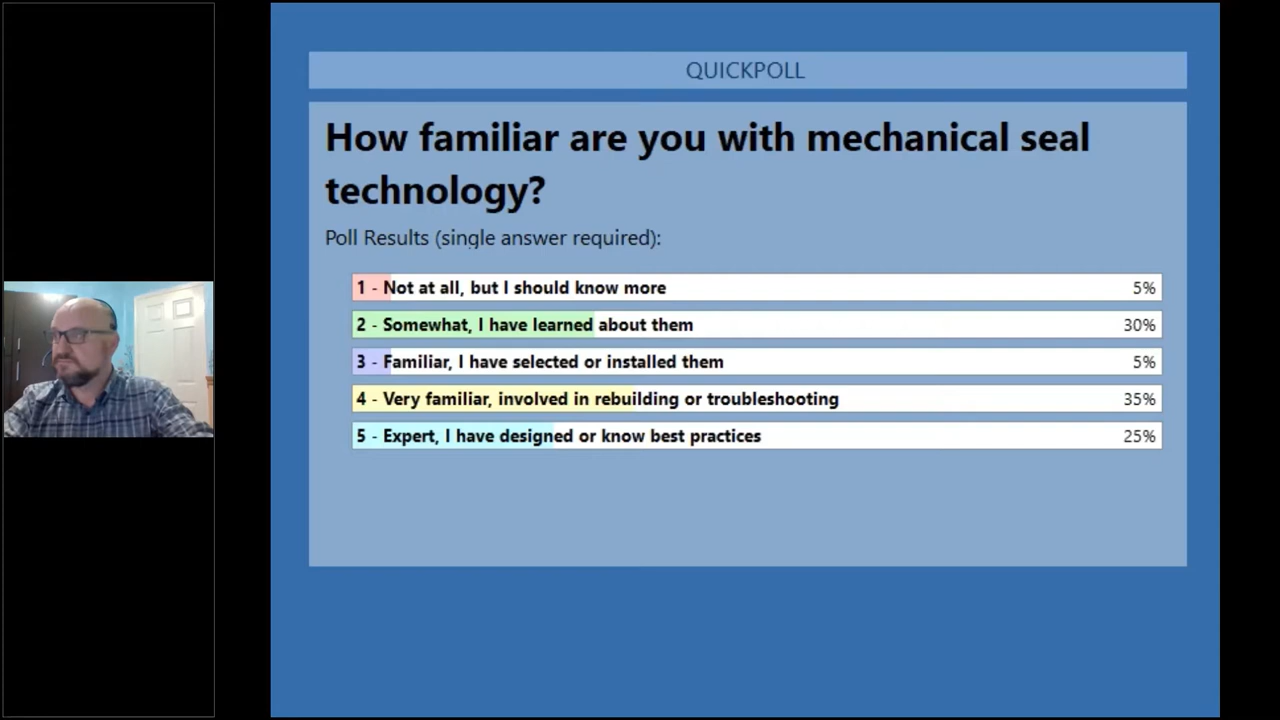 QUICKPOLL
How familiar are you with mechanical seal
technology?
Poll Results (single answer required):
1 - Not at all, but I should know more 5%
2 - Somewhat, I have learned about them 30%
3 - Familiar, I have selected or installed them 5%
4 - Very familiar, involved in rebuilding or troubleshooting 35%
5 - Expert, I have designed or know best practices 25%